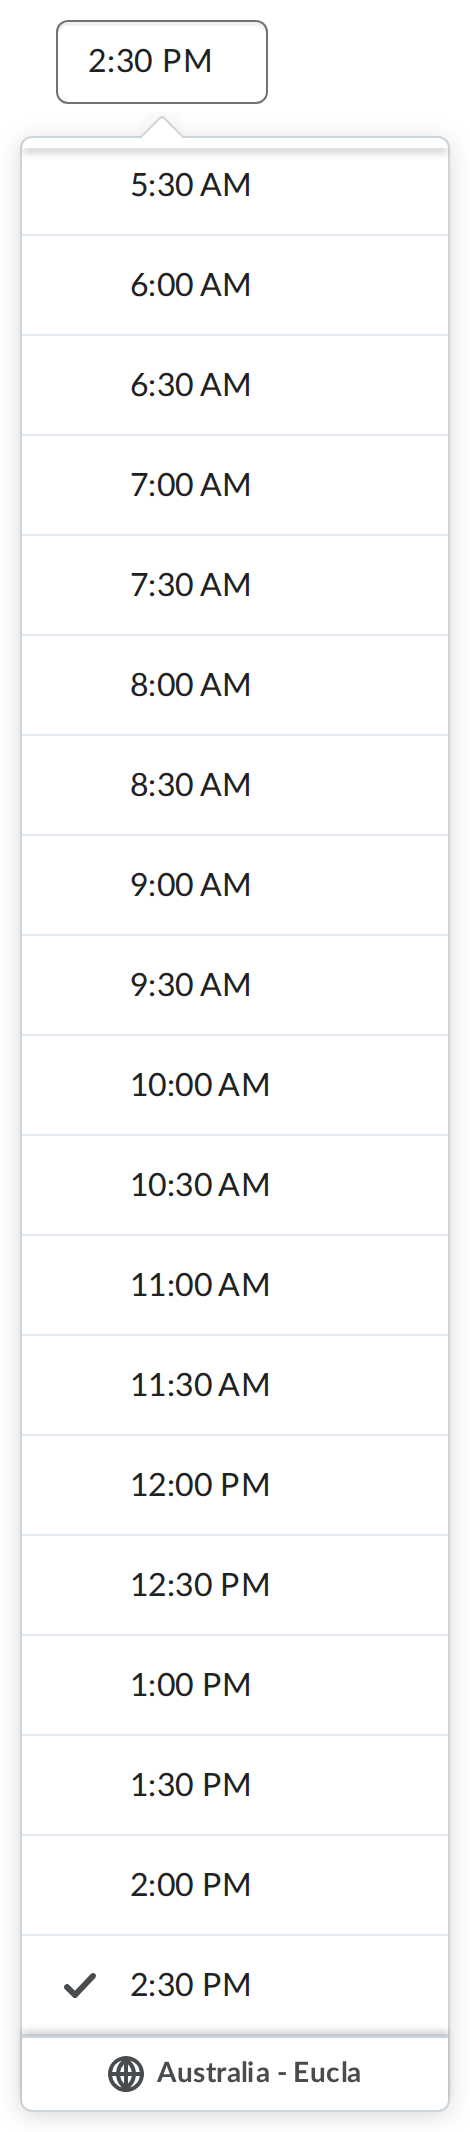 2:30 PM
5:30 AM
6:00 AM
6:30 AM
7:00 AM
7:30 AM
8:00 AM
8:30 AM
9:00 AM
9:30 AM
10:00 AM
10:30 AM
11:00 AM
11:30 AM
12:00 PM
12:30 PM
1:00 PM
1:30 PM
2:00 PM
2:30 PM
Australia - Eucla